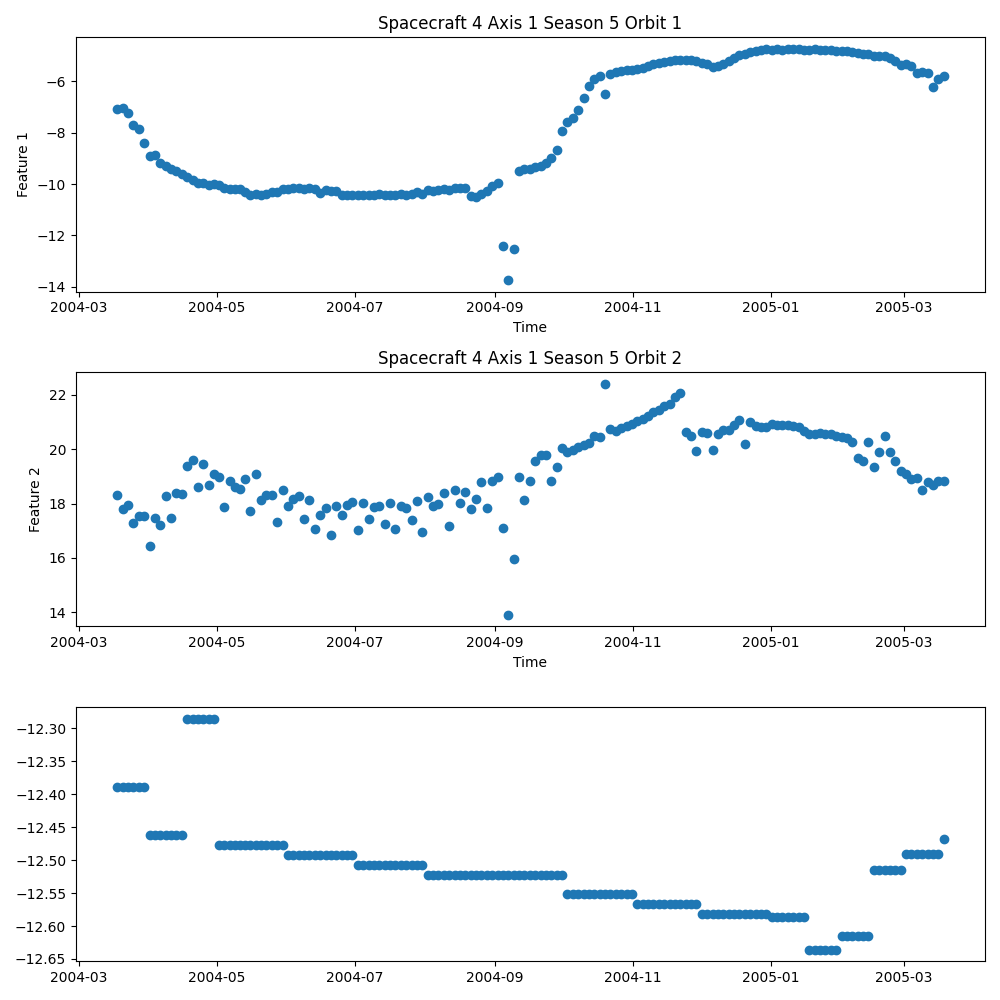 Spacecraft 4 Axis 1 Season 5 Orbit 1
−6
−8
−10
−12
−14
Feature 1
2004-03 2004-05 2004-07 2004-09 2004-11 2005-01 2005-03
Time
Spacecraft 4 Axis 1 Season 5 Orbit 2
22
20
18
16
14
Feature 2
2004-03 2004-05 2004-07 2004-09 2004-11 2005-01 2005-03
Time
−12.30
−12.35
−12.40
−12.45
−12.50
−12.55
−12.60
−12.65
2004-03 2004-05 2004-07 2004-09 2004-11 2005-01 2005-03